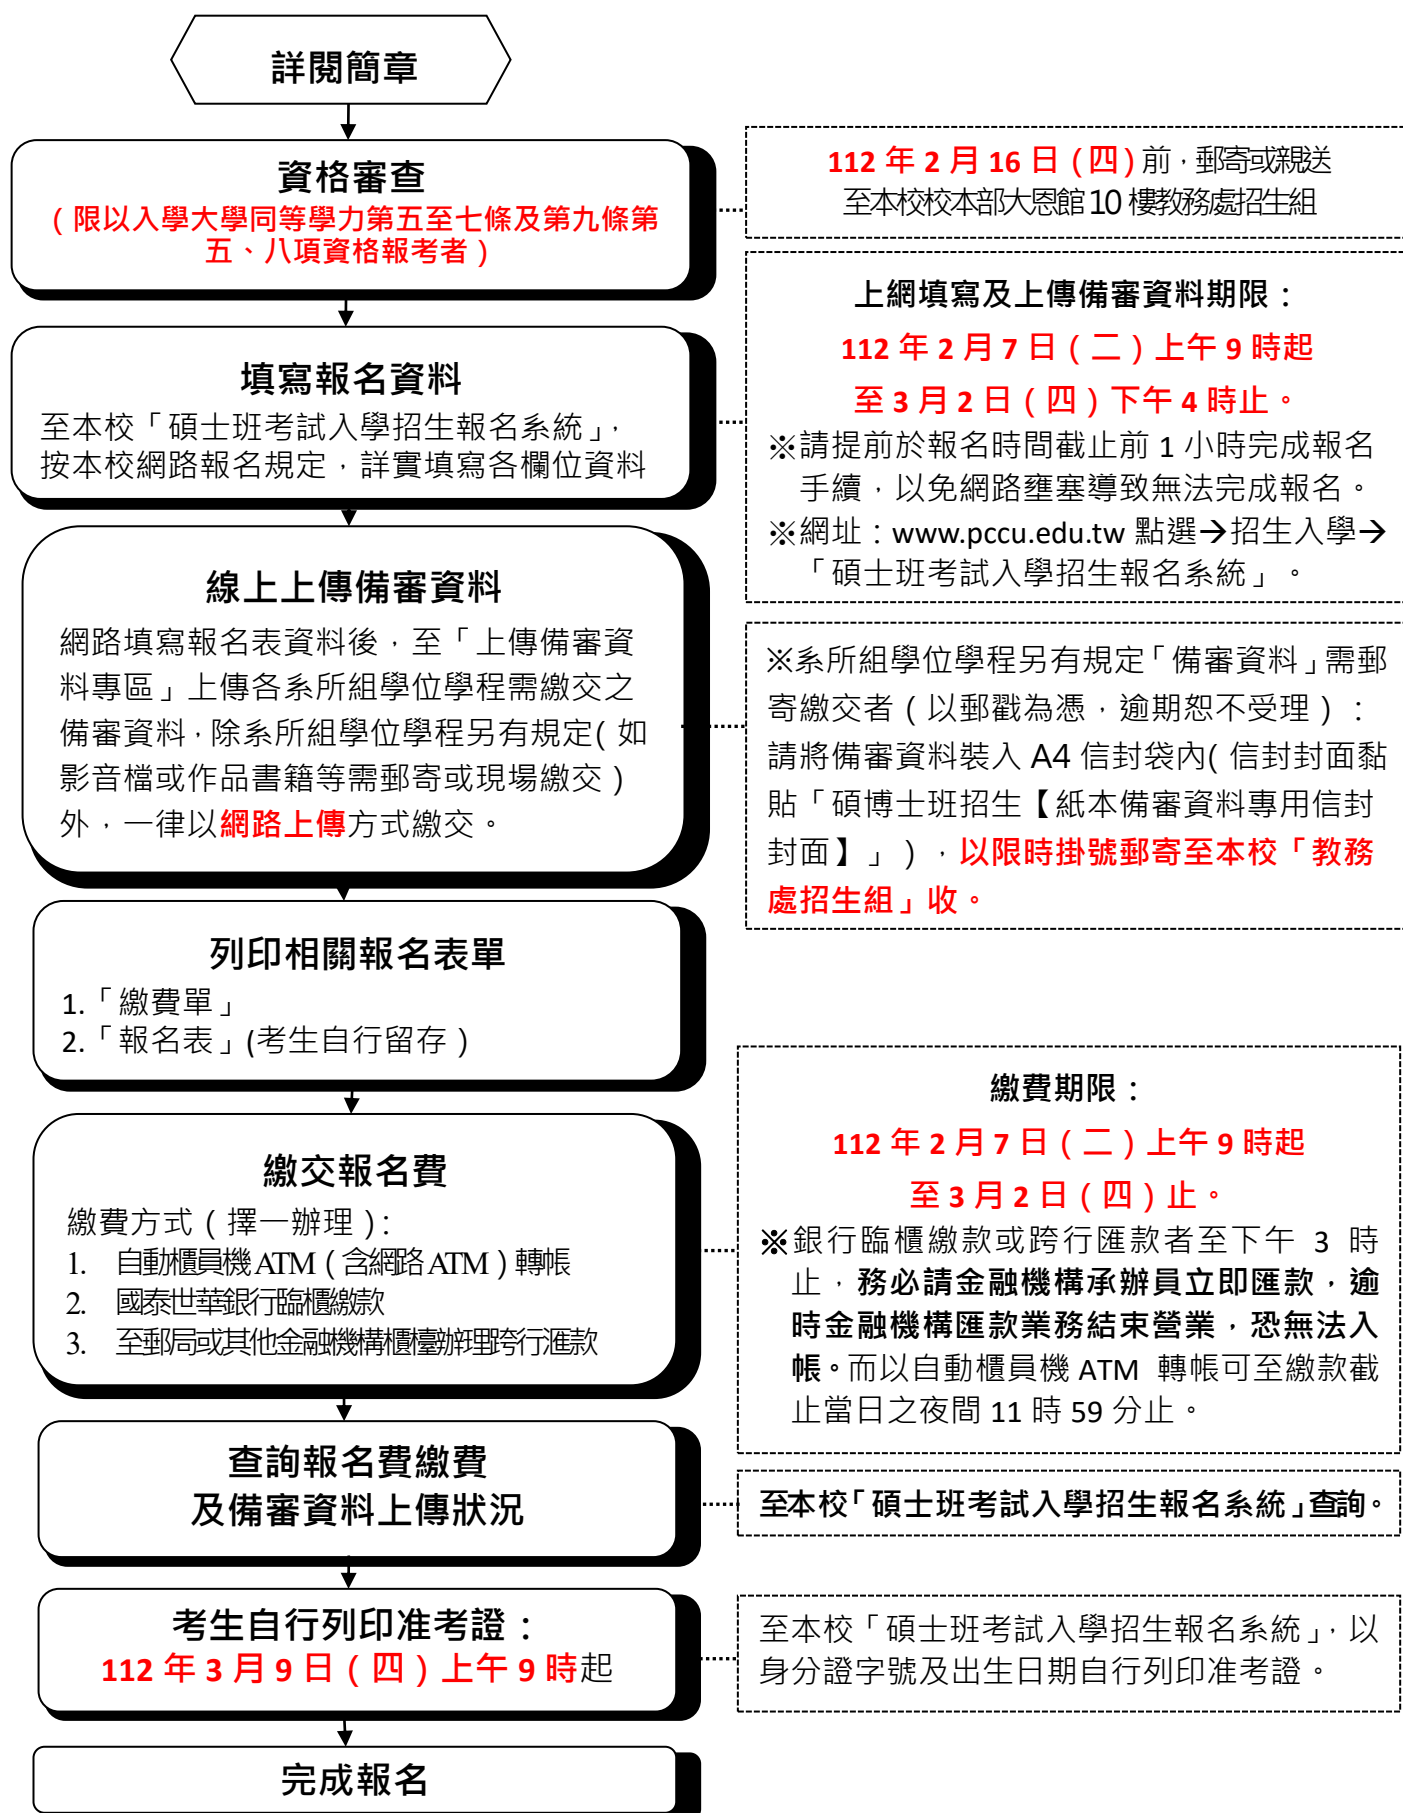 詳閱簡章
資格審查
（限以入學大學同等學力第五至七條及第九條第
五、八項資格報考者）
112 年 2 月 16 日（四）前，郵寄或親送
至本校校本部大恩館 10 樓教務處招生組
填寫報名資料
至本校「碩士班考試入學招生報名系統」，
按本校網路報名規定，詳實填寫各欄位資料
上網填寫及上傳備審資料期限：
112 年 2 月 7 日（二）上午 9 時起
至 3 月 2 日（四）下午 4 時止。
※請提前於報名時間截止前 1 小時完成報名
手續，以免網路壅塞導致無法完成報名。
※網址：www.pccu.edu.tw 點選→招生入學→
「碩士班考試入學招生報名系統」。
線上上傳備審資料
網路填寫報名表資料後，至「上傳備審資
料專區」上傳各系所組學位學程需繳交之
備審資料，除系所組學位學程另有規定（如
影音檔或作品書籍等需郵寄或現場繳交）
外，一律以網路上傳方式繳交。
※系所組學位學程另有規定「備審資料」需郵
寄繳交者（以郵戳為憑，逾期恕不受理）：
請將備審資料裝入 A4 信封袋內（信封封面黏
貼「碩博士班招生【紙本備審資料專用信封
封面】」），以限時掛號郵寄至本校「教務
處招生組」收。
列印相關報名表單
1.「繳費單」
2.「報名表」(考生自行留存）
繳交報名費
繳費方式（擇一辦理）：
1. 自動櫃員機 ATM（含網路 ATM）轉帳
2. 國泰世華銀行臨櫃繳款
3. 至郵局或其他金融機構櫃檯辦理跨行滙款
繳費期限：
112 年 2 月 7 日（二）上午 9 時起
至 3 月 2 日（四）止。
※銀行臨櫃繳款或跨行匯款者至下午 3 時
止，務必請金融機構承辦員立即匯款，逾
時金融機構匯款業務結束營業，恐無法入
帳。而以自動櫃員機 ATM 轉帳可至繳款截
止當日之夜間 11 時 59 分止。
查詢報名費繳費
及備審資料上傳狀況
至本校「碩士班考試入學招生報名系統」查詢。
考生自行列印准考證：
112 年 3 月 9 日（四）上午 9 時起
至本校「碩士班考試入學招生報名系統」，以
身分證字號及出生日期自行列印准考證。
完成報名